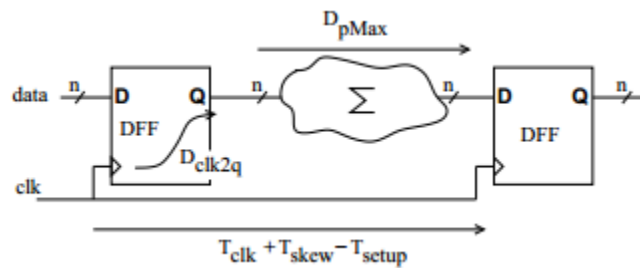 D_pMax
data n D Q n Σ n D Q n
DFF DFF
D_clk2q
clk
T_clk + T_skew − T_setup